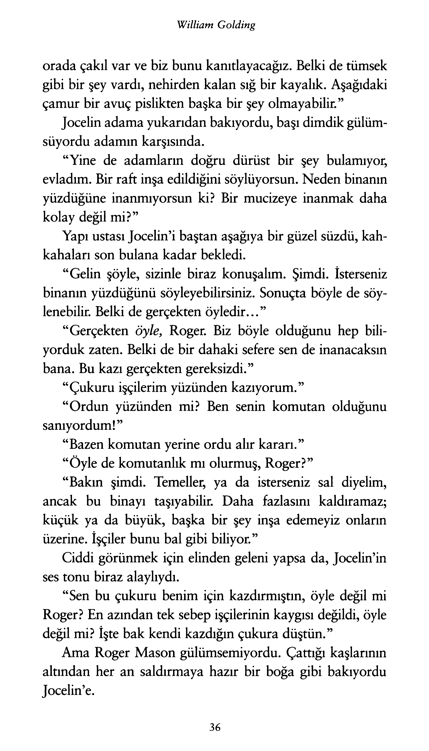 William Golding
orada çakıl var ve biz bunu kanıtlayacağız. Belki de tümsek
gibi bir şey vardı, nehirden kalan sığ bir kayalık. Aşağıdaki
çamur bir avuç pislikten başka bir şey olmayabilir.”
Jocelin adama yukarıdan bakıyordu, başı dimdik gülüm-
süyordu adamın karşısında.
“Yine de adamların doğru dürüst bir şey bulamıyor,
evladım. Bir raft inşa edildiğini söylüyorsun. Neden binanın
yüzdüğüne inanmıyorsun ki? Bir mucizeye inanmak daha
kolay değil mi?”
Yapı ustası Jocelin’i baştan aşağıya bir güzel süzdü, kah-
kahaları son bulana kadar bekledi.
“Gelin şöyle, sizinle biraz konuşalım. Şimdi. İsterseniz
binanın yüzdüğünü söyleyebilirsiniz. Sonuçta böyle de söy-
lenebilir. Belki de gerçekten öyledir…”
“Gerçekten öyle, Roger. Biz böyle olduğunu hep bili-
yorduk zaten. Belki de bir dahaki sefere sen de inanacaksın
bana. Bu kazı gerçekten gereksizdi.”
“Çukuru işçilerim yüzünden kazıyorum.”
“Ordun yüzünden mi? Ben senin komutan olduğunu
sanıyordum!”
“Bazen komutan yerine ordu alır kararı.”
“Öyle de komutanlık mı olurmuş, Roger?”
“Bakın şimdi. Temeller, ya da isterseniz sal diyelim,
ancak bu binayı taşıyabilir. Daha fazlasını kaldıramaz;
küçük ya da büyük, başka bir şey inşa edemeyiz onların
üzerine. İşçiler bunu bal gibi biliyor.”
Ciddi görünmek için elinden geleni yapsa da, Jocelin’in
ses tonu biraz alaylıydı.
“Sen bu çukuru benim için kazdırmıştın, öyle değil mi
Roger? En azından tek sebep işçilerinin kaygısı değildi, öyle
değil mi? İşte bak kendi kazdığın çukura düştün.”
Ama Roger Mason gülümsemiyordu. Çattığı kaşlarının
altından her an saldırmaya hazır bir boğa gibi bakıyordu
Jocelin’e.
36